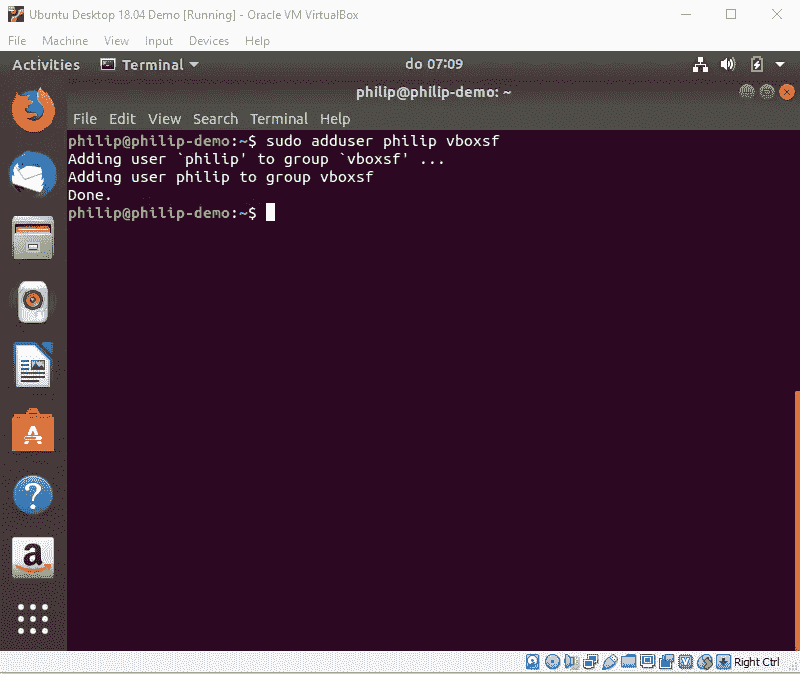 Ubuntu Desktop 18.04 Demo [Running] - Oracle VM VirtualBox
File Machine View Input Devices Help
Activities Terminal do 07:09
philip@philip-demo: ~
File Edit View Search Terminal Help
philip@philip-demo:~$ sudo adduser philip vboxsf
Adding user `philip' to group `vboxsf' ...
Adding user philip to group vboxsf
Done.
philip@philip-demo:~$
Right Ctrl